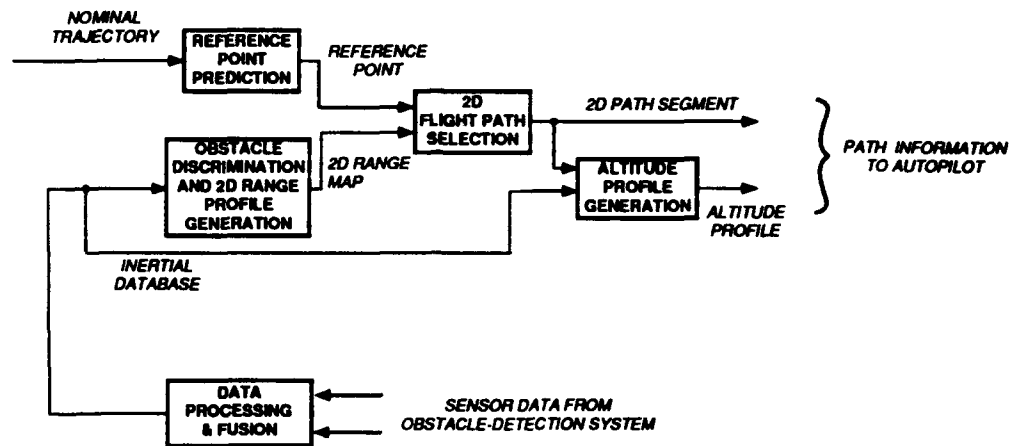 NOMINAL
TRAJECTORY
REFERENCE
POINT
PREDICTION
REFERENCE
POINT
2D
FLIGHT PATH
SELECTION
2D PATH SEGMENT
PATH INFORMATION
TO AUTOPILOT
OBSTACLE
DISCRIMINATION
AND 2D RANGE
PROFILE
GENERATION
2D RANGE
MAP
ALTITUDE
PROFILE
GENERATION
ALTITUDE
PROFILE
INERTIAL
DATABASE
DATA
PROCESSING
& FUSION
SENSOR DATA FROM
OBSTACLE-DETECTION SYSTEM